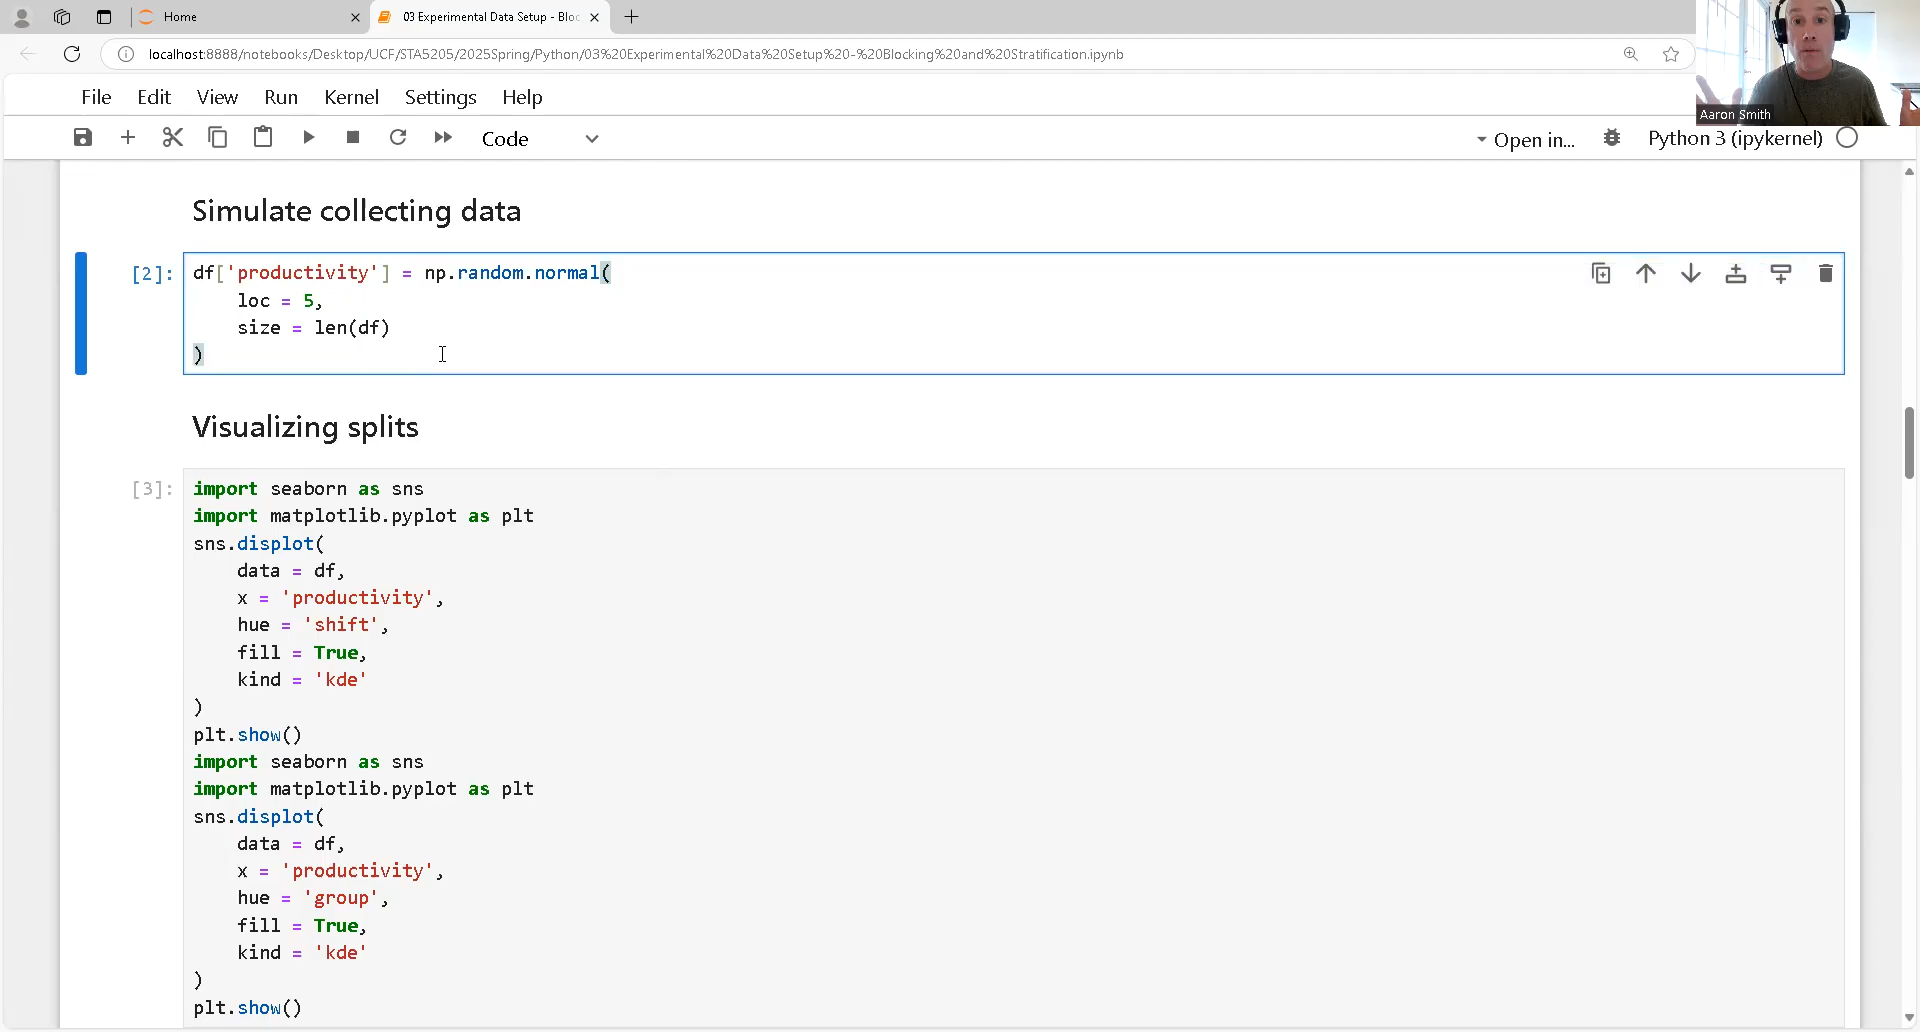 Home
03 Experimental Data Setup - Bloc
localhost:8888/notebooks/Desktop/UCF/STA5205/2025Spring/Python/03%20Experimental%20Data%20Setup%20-%20Blocking%20and%20Stratification.ipynb
Aaron Smith
File Edit View Run Kernel Settings Help
Code
Open in...
Python 3 (ipykernel)
Simulate collecting data
[2]:
df['productivity'] = np.random.normal(
    loc = 5,
    size = len(df)
)
Visualizing splits
[3]:
import seaborn as sns
import matplotlib.pyplot as plt
sns.displot(
    data = df,
    x = 'productivity',
    hue = 'shift',
    fill = True,
    kind = 'kde'
)
plt.show()
import seaborn as sns
import matplotlib.pyplot as plt
sns.displot(
    data = df,
    x = 'productivity',
    hue = 'group',
    fill = True,
    kind = 'kde'
)
plt.show()